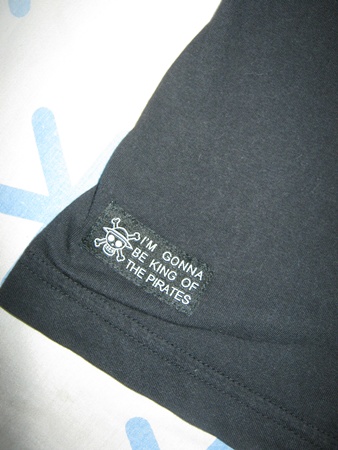 I'M GONNA
BE KING OF
THE PIRATES